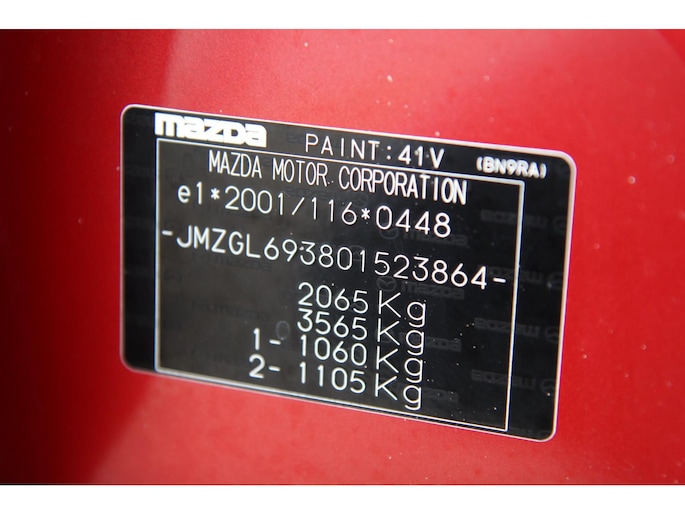 mazda PAINT:41V (BN9RA)
MAZDA MOTOR CORPORATION
e1*2001/116*0448
-JMZGL693801523864-
2065Kg
3565Kg
1- 1060Kg
2- 1105Kg